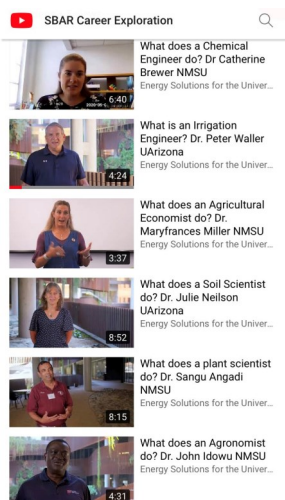 SBAR Career Exploration
What does a Chemical
Engineer do? Dr Catherine
Brewer NMSU
Energy Solutions for the Univer...
6:40
What is an Irrigation
Engineer? Dr. Peter Waller
UArizona
Energy Solutions for the Univer...
4:24
What does an Agricultural
Economist do? Dr.
Maryfrances Miller NMSU
Energy Solutions for the Univer...
3:37
What does a Soil Scientist
do? Dr. Julie Neilson
UArizona
Energy Solutions for the Univer...
8:52
What does a plant scientist
do? Dr. Sangu Angadi
NMSU
Energy Solutions for the Univer...
8:15
What does an Agronomist
do? Dr. John Idowu NMSU
Energy Solutions for the Univer...
4:31